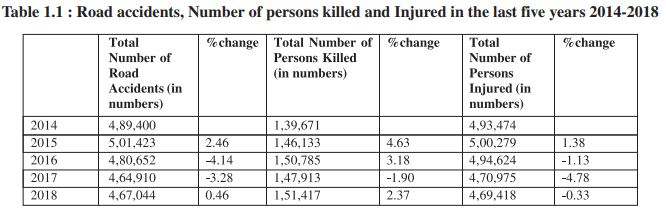 Table 1.1 : Road accidents, Number of persons killed and Injured in the last five years 2014-2018
Total Number of Road Accidents (in numbers) %change Total Number of Persons Killed (in numbers) %change Total Number of Persons Injured (in numbers) %change
2014 4,89,400 1,39,671 4,93,474
2015 5,01,423 2.46 1,46,133 4.63 5,00,279 1.38
2016 4,80,652 -4.14 1,50,785 3.18 4,94,624 -1.13
2017 4,64,910 -3.28 1,47,913 -1.90 4,70,975 -4.78
2018 4,67,044 0.46 1,51,417 2.37 4,69,418 -0.33